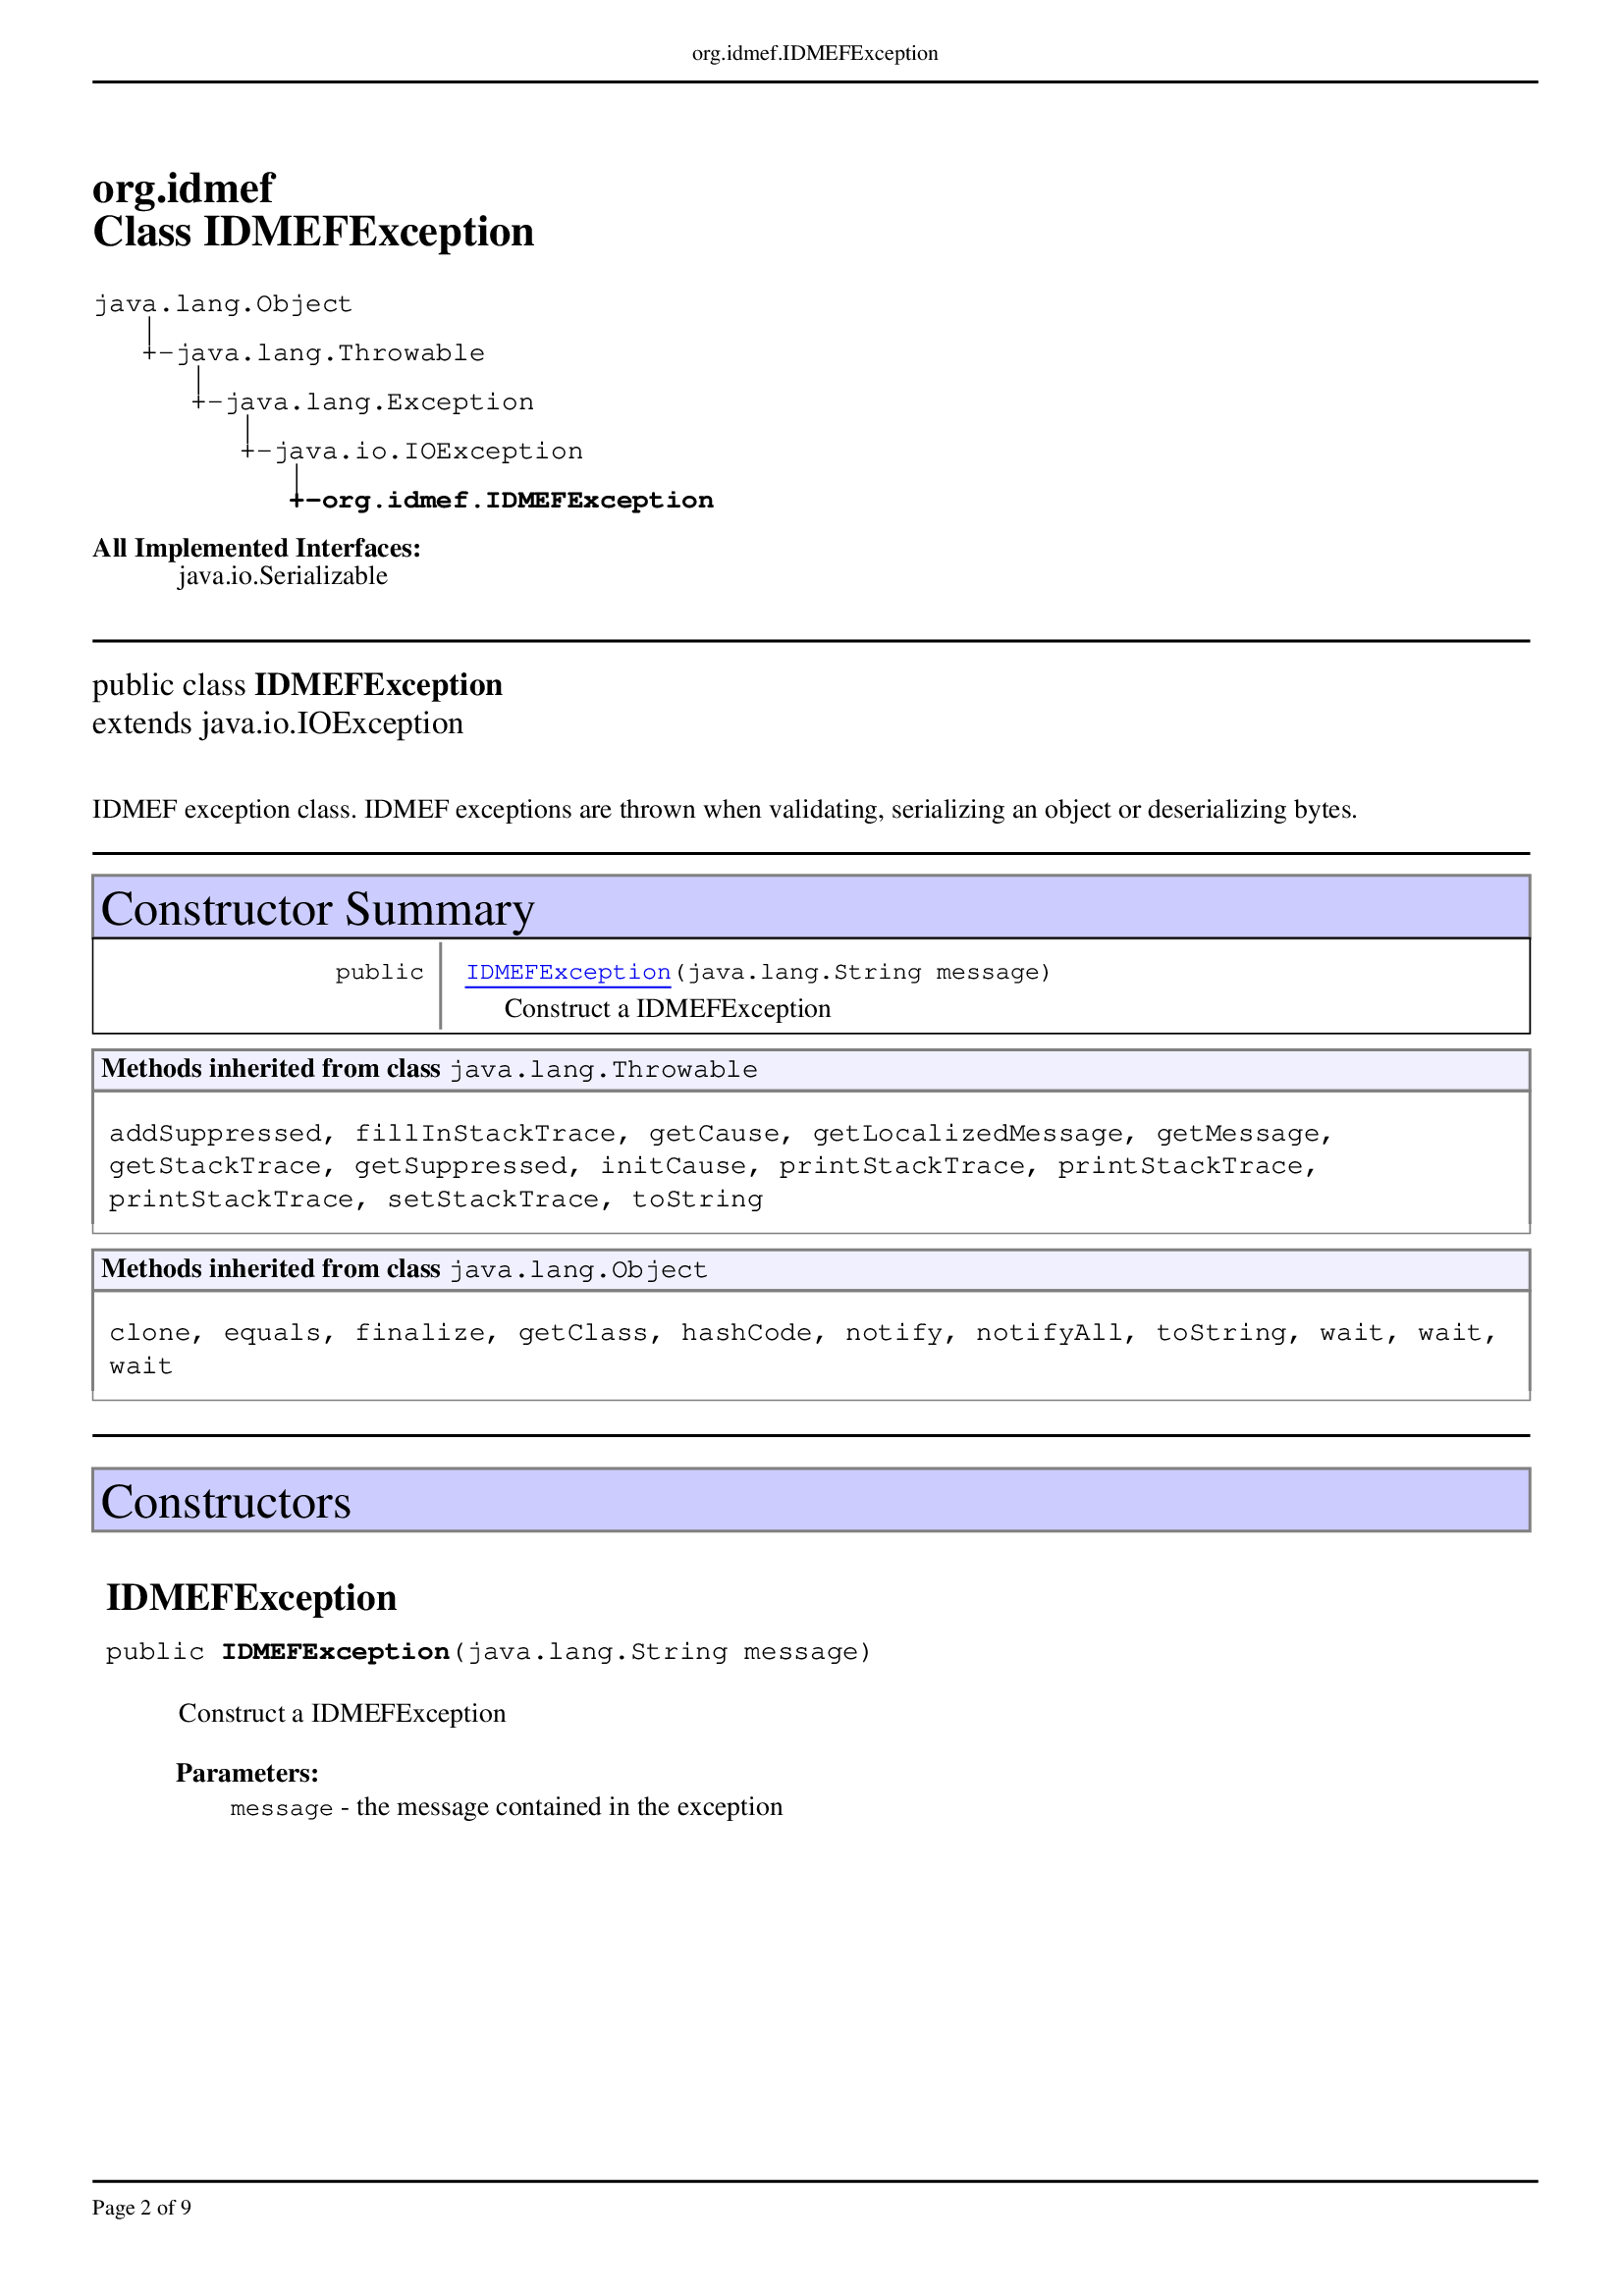 org.idmef.IDMEFException
org.idmef
Class IDMEFException
java.lang.Object
|
+-java.lang.Throwable
|
+-java.lang.Exception
|
+-java.io.IOException
|
+-org.idmef.IDMEFException
All Implemented Interfaces:
java.io.Serializable
public class IDMEFException
extends java.io.IOException
IDMEF exception class. IDMEF exceptions are thrown when validating, serializing an object or deserializing bytes.
Constructor Summary
public IDMEFException(java.lang.String message)
Construct a IDMEFException
Methods inherited from class java.lang.Throwable
addSuppressed, fillInStackTrace, getCause, getLocalizedMessage, getMessage,
getStackTrace, getSuppressed, initCause, printStackTrace, printStackTrace,
printStackTrace, setStackTrace, toString
Methods inherited from class java.lang.Object
clone, equals, finalize, getClass, hashCode, notify, notifyAll, toString, wait, wait,
wait
Constructors
IDMEFException
public IDMEFException(java.lang.String message)
Construct a IDMEFException
Parameters:
message - the message contained in the exception
Page 2 of 9